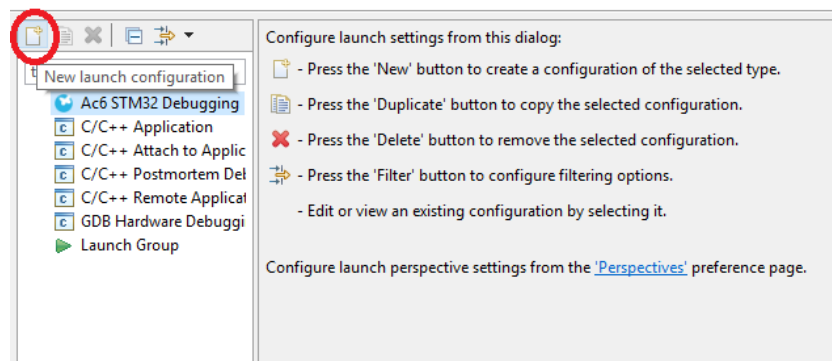 New launch configuration
Ac6 STM32 Debugging
C/C++ Application
C/C++ Attach to Applic
C/C++ Postmortem Del
C/C++ Remote Applicat
GDB Hardware Debuggi
Launch Group
Configure launch settings from this dialog:
- Press the 'New' button to create a configuration of the selected type.
- Press the 'Duplicate' button to copy the selected configuration.
- Press the 'Delete' button to remove the selected configuration.
- Press the 'Filter' button to configure filtering options.
- Edit or view an existing configuration by selecting it.
Configure launch perspective settings from the 'Perspectives' preference page.